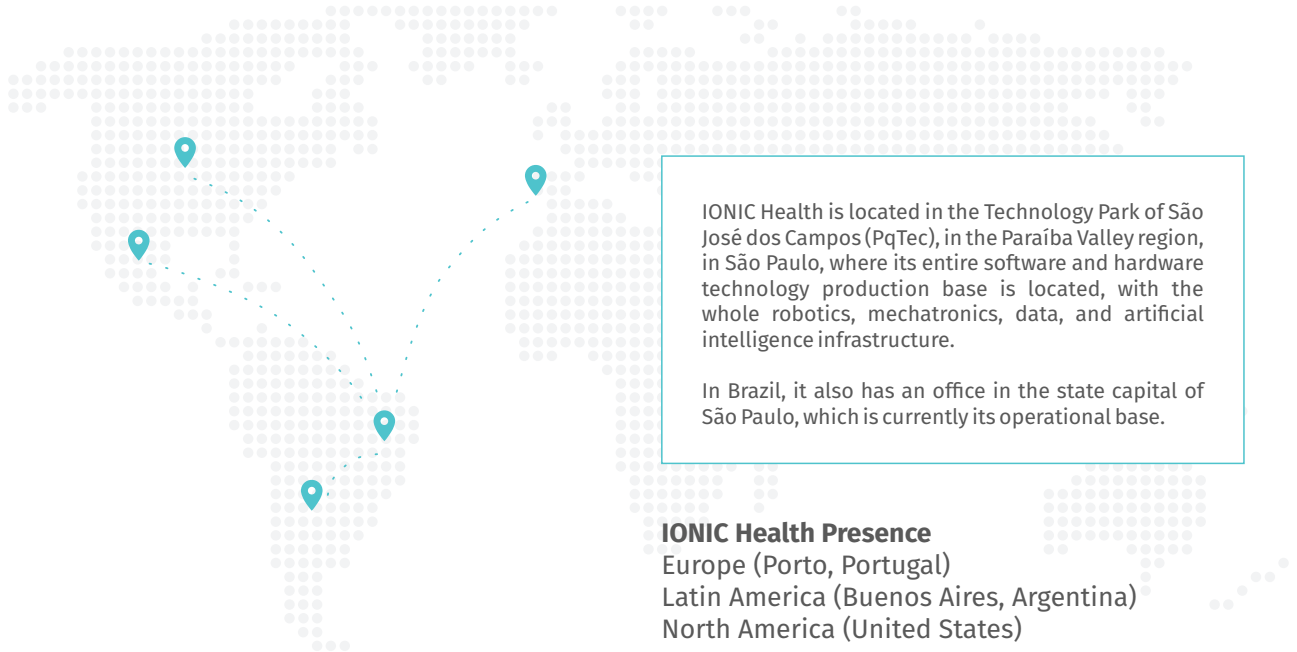 IONIC Health is located in the Technology Park of São
José dos Campos (PqTec), in the Paraíba Valley region,
in São Paulo, where its entire software and hardware
technology production base is located, with the
whole robotics, mechatronics, data, and artificial
intelligence infrastructure.
In Brazil, it also has an office in the state capital of
São Paulo, which is currently its operational base.
IONIC Health Presence
Europe (Porto, Portugal)
Latin America (Buenos Aires, Argentina)
North America (United States)